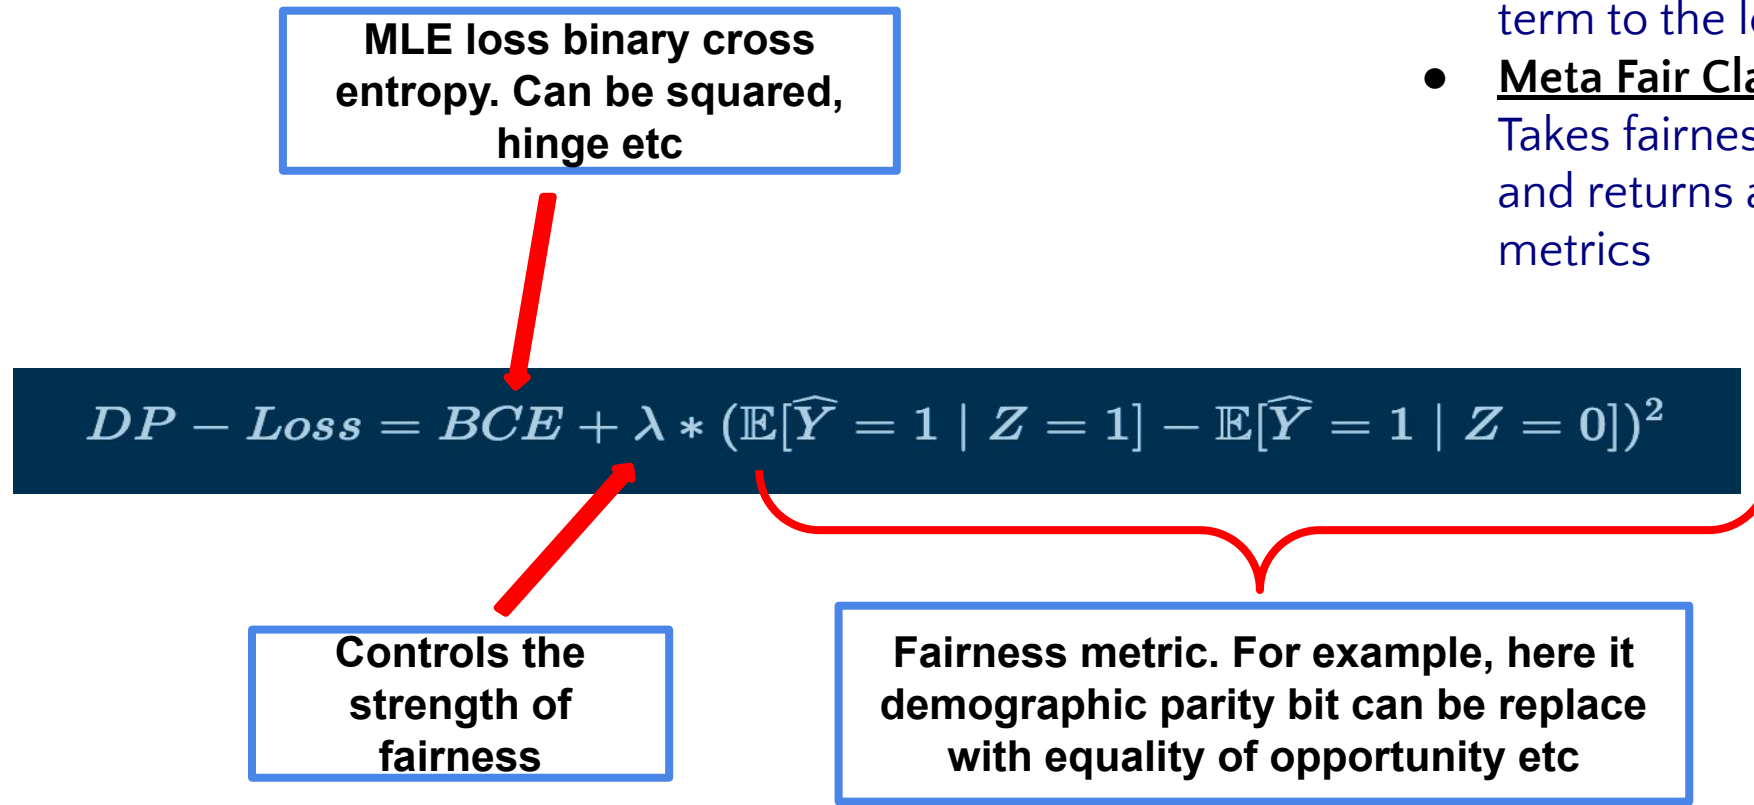 MLE loss binary cross
entropy. Can be squared,
hinge etc
term to the
● Meta Fair
Takes
and returns
metrics
DP − Loss = BCE + λ ∗ (𝔼[Ŷ = 1 | Z = 1] − 𝔼[Ŷ = 1 | Z = 0])²
Controls the
strength of
fairness
Fairness metric. For example, here it
demographic parity bit can be replace
with equality of opportunity etc